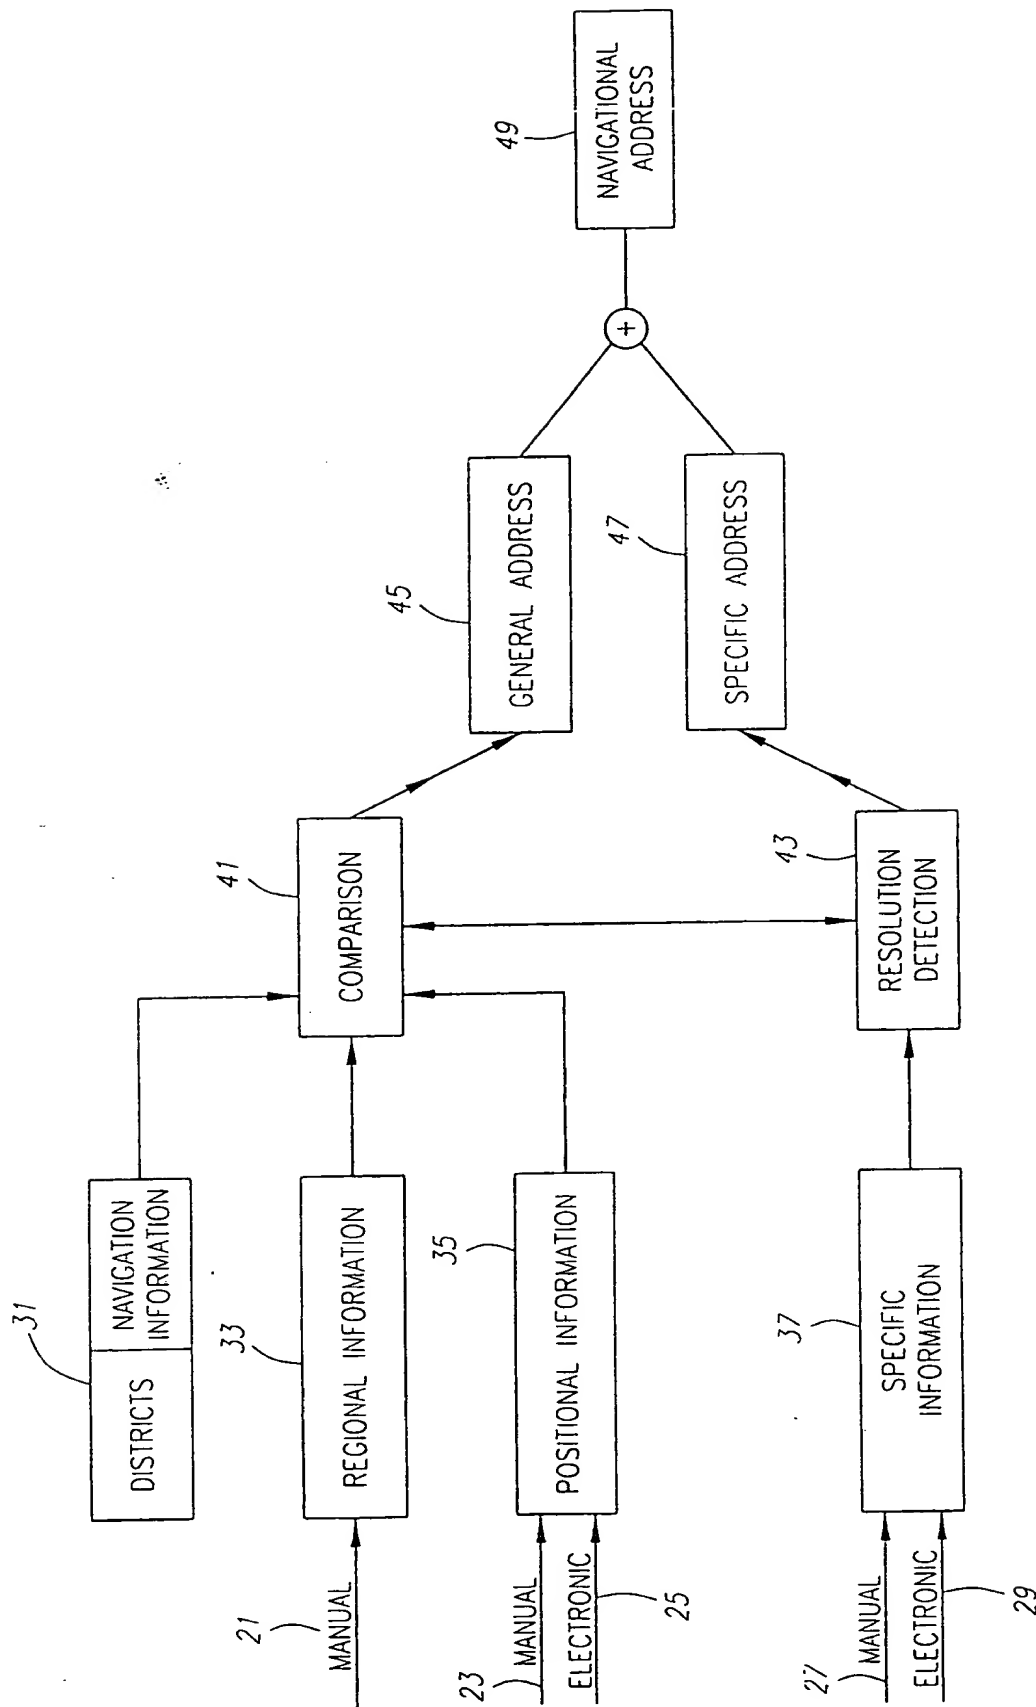 31
DISTRICTS
NAVIGATION
INFORMATION
21
MANUAL
33
REGIONAL INFORMATION
41
COMPARISON
23
MANUAL
ELECTRONIC
25
35
POSITIONAL INFORMATION
45
GENERAL ADDRESS
49
NAVIGATIONAL
ADDRESS
+
47
SPECIFIC ADDRESS
27
MANUAL
ELECTRONIC
29
37
SPECIFIC
INFORMATION
43
RESOLUTION
DETECTION